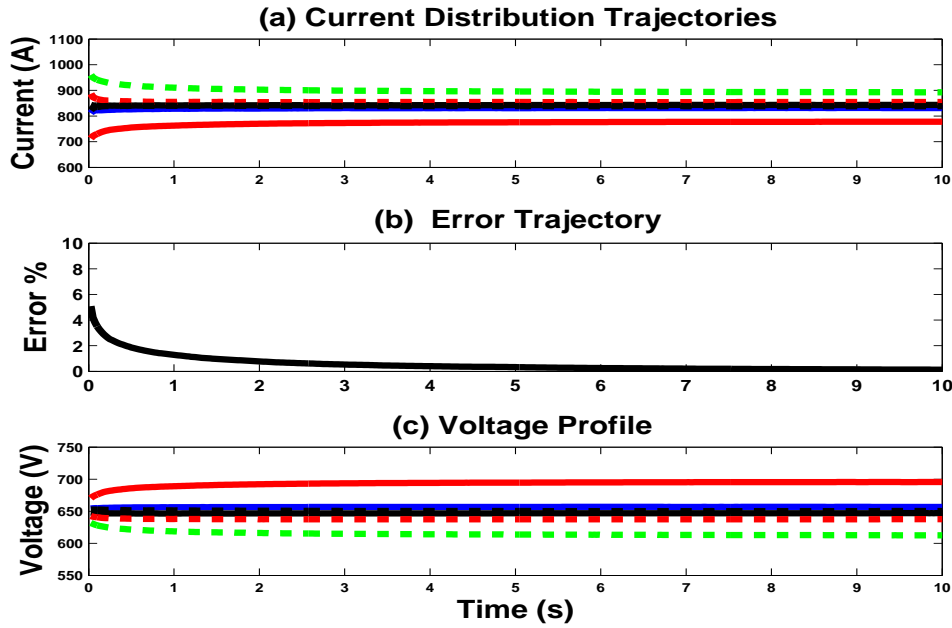 (a) Current Distribution Trajectories
Current (A)
1100
1000
900
800
700
600
0 1 2 3 4 5 6 7 8 9 10
(b) Error Trajectory
Error %
10
8
6
4
2
0
0 1 2 3 4 5 6 7 8 9 10
(c) Voltage Profile
Voltage (V)
750
700
650
600
550
0 1 2 3 4 5 6 7 8 9 10
Time (s)